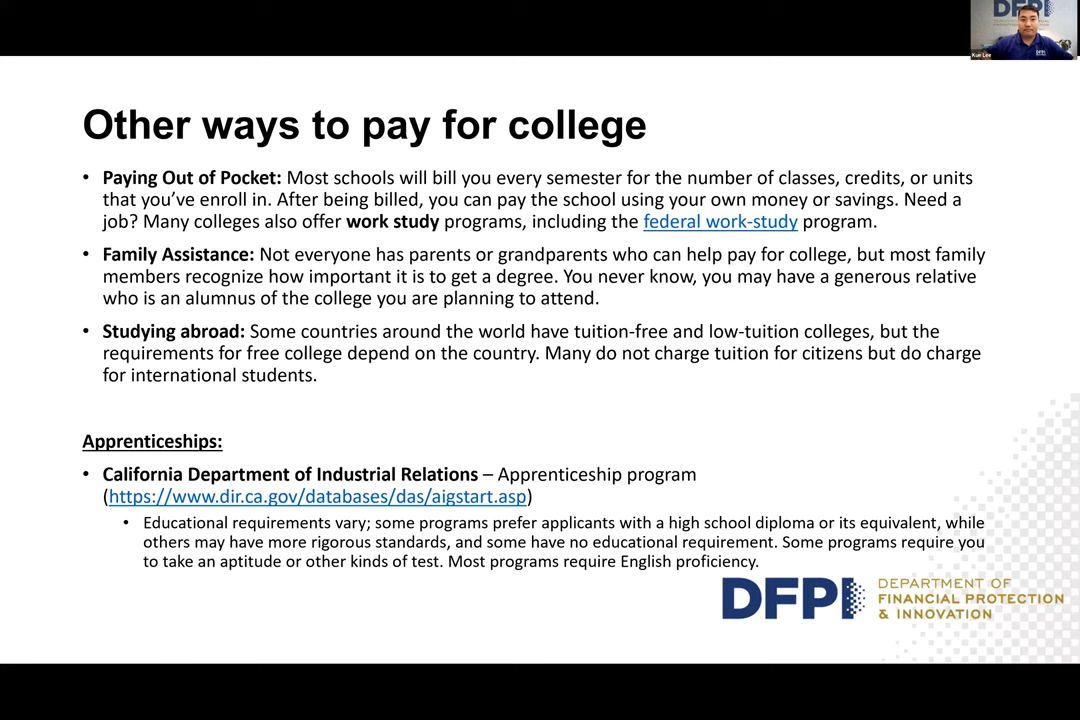 DFPI
Kue Lee
DFPI
Other ways to pay for college
• Paying Out of Pocket: Most schools will bill you every semester for the number of classes, credits, or units
that you’ve enroll in. After being billed, you can pay the school using your own money or savings. Need a
job? Many colleges also offer work study programs, including the federal work-study program.
• Family Assistance: Not everyone has parents or grandparents who can help pay for college, but most family
members recognize how important it is to get a degree. You never know, you may have a generous relative
who is an alumnus of the college you are planning to attend.
• Studying abroad: Some countries around the world have tuition-free and low-tuition colleges, but the
requirements for free college depend on the country. Many do not charge tuition for citizens but do charge
for international students.
Apprenticeships:
• California Department of Industrial Relations – Apprenticeship program
(https://www.dir.ca.gov/databases/das/aigstart.asp)
• Educational requirements vary; some programs prefer applicants with a high school diploma or its equivalent, while
others may have more rigorous standards, and some have no educational requirement. Some programs require you
to take an aptitude or other kinds of test. Most programs require English proficiency.
DFPI
DEPARTMENT OF
FINANCIAL PROTECTION
& INNOVATION